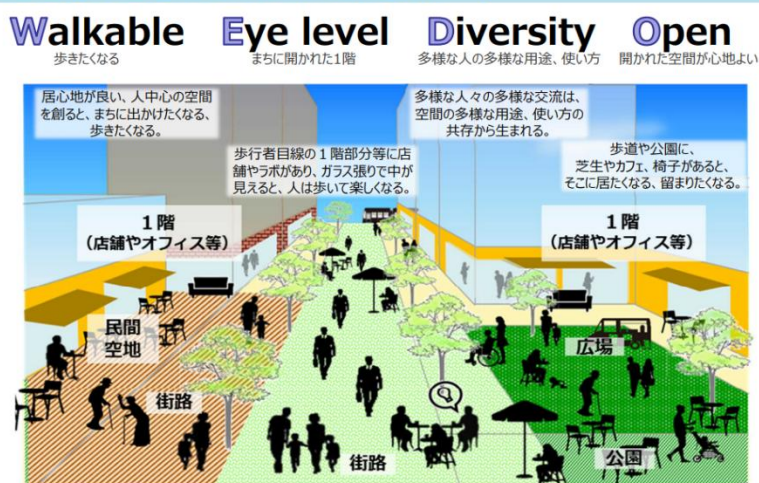 Walkable
歩きたくなる
Eye level
まちに開かれた1階
Diversity
多様な人の多様な用途、使い方
Open
開かれた空間が心地よい
居心地が良い、人中心の空間
を創ると、まちに出かけたくなる、
歩きたくなる。
歩行者目線の1階部分等に店
舗やラボがあり、ガラス張りで中が
見えると、人は歩いて楽しくなる。
多様な人々の多様な交流は、
空間の多様な用途、使い方の
共存から生まれる。
歩道や公園に、
芝生やカフェ、椅子があると、
そこに居たくなる、留まりたくなる。
1階
(店舗やオフィス等)
1階
(店舗やオフィス等)
民間
空地
街路
街路
広場
公園